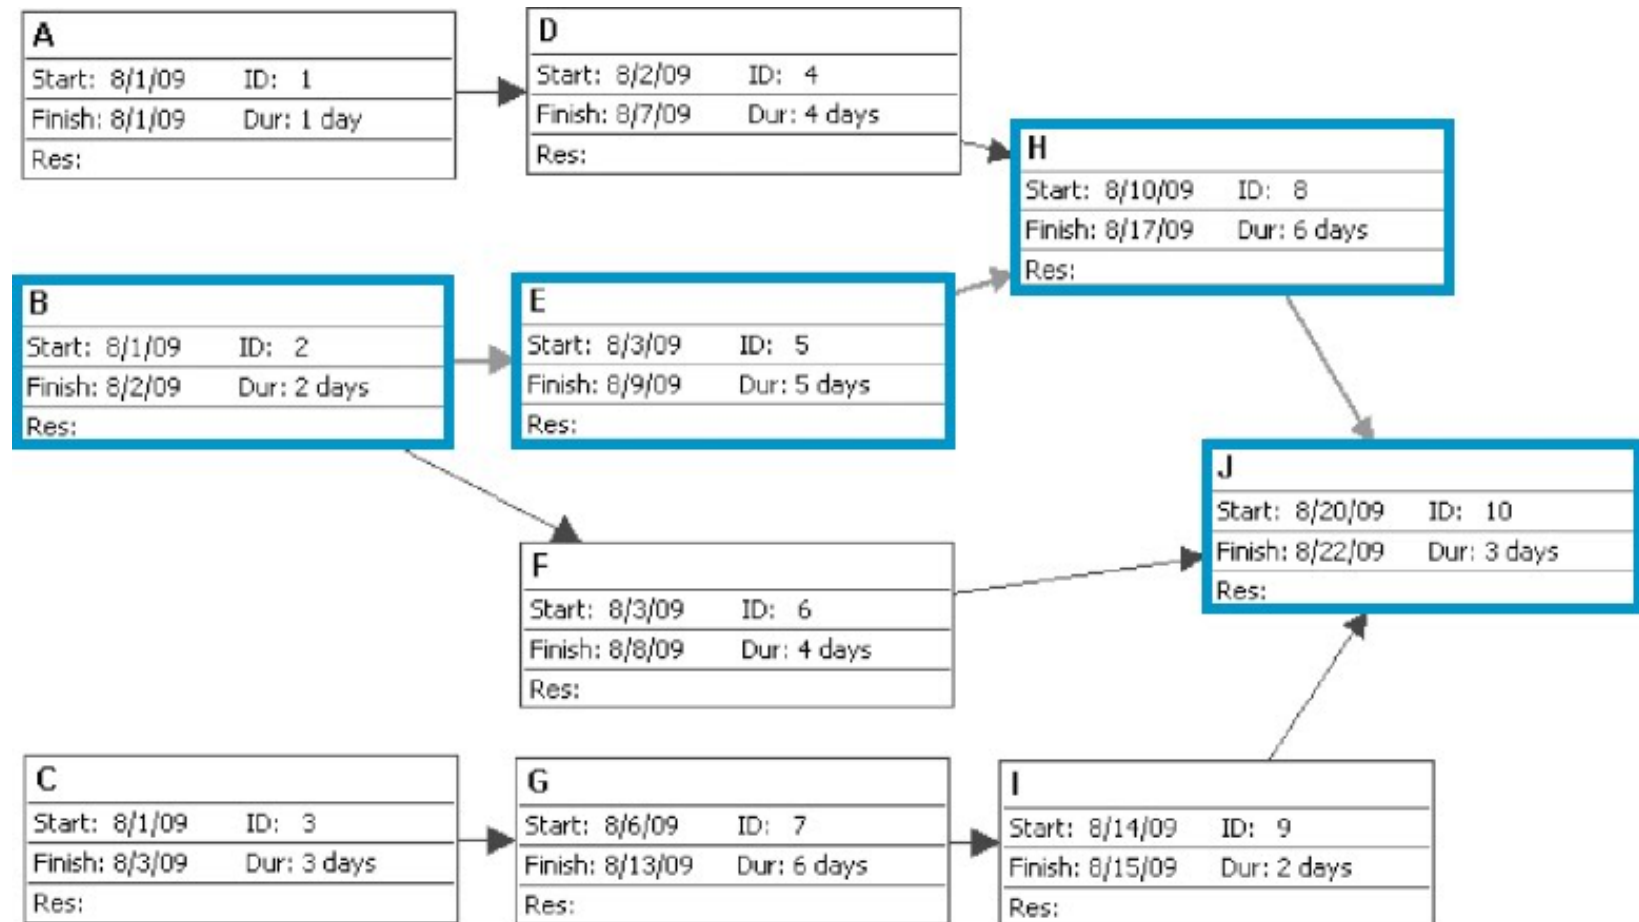 A
Start: 8/1/09 ID: 1
Finish: 8/1/09 Dur: 1 day
Res:
D
Start: 8/2/09 ID: 4
Finish: 8/7/09 Dur: 4 days
Res:
H
Start: 8/10/09 ID: 8
Finish: 8/17/09 Dur: 6 days
Res:
B
Start: 8/1/09 ID: 2
Finish: 8/2/09 Dur: 2 days
Res:
E
Start: 8/3/09 ID: 5
Finish: 8/9/09 Dur: 5 days
Res:
J
Start: 8/20/09 ID: 10
Finish: 8/22/09 Dur: 3 days
Res:
F
Start: 8/3/09 ID: 6
Finish: 8/8/09 Dur: 4 days
Res:
C
Start: 8/1/09 ID: 3
Finish: 8/3/09 Dur: 3 days
Res:
G
Start: 8/6/09 ID: 7
Finish: 8/13/09 Dur: 6 days
Res:
I
Start: 8/14/09 ID: 9
Finish: 8/15/09 Dur: 2 days
Res: